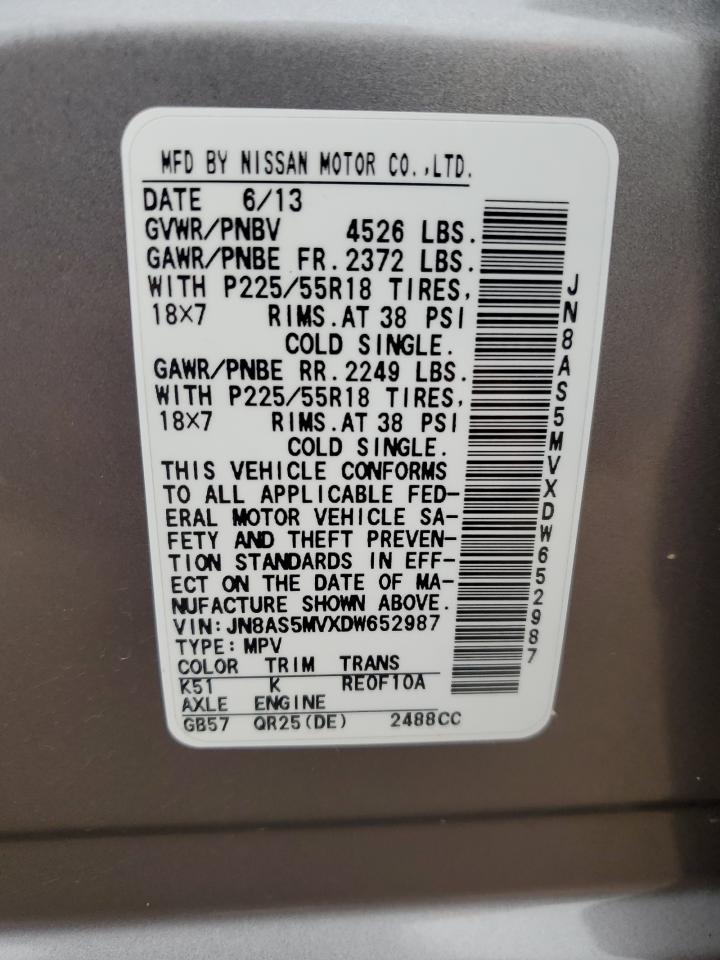 MFD BY NISSAN MOTOR CO.,LTD.
DATE 6/13
GVWR/PNBV 4526 LBS.
GAWR/PNBE FR. 2372 LBS.
WITH P225/55R18 TIRES,
18×7 RIMS. AT 38 PSI
COLD SINGLE.
GAWR/PNBE RR. 2249 LBS.
WITH P225/55R18 TIRES,
18×7 RIMS. AT 38 PSI
COLD SINGLE.
THIS VEHICLE CONFORMS
TO ALL APPLICABLE FED-
ERAL MOTOR VEHICLE SA-
FETY AND THEFT PREVEN-
TION STANDARDS IN EFF-
ECT ON THE DATE OF MA-
NUFACTURE SHOWN ABOVE.
VIN: JN8AS5MVXDW652987
TYPE: MPV
COLOR TRIM TRANS
K51 K RE0F10A
AXLE ENGINE
GB57 QR25(DE) 2488CC
JN8AS5MVXDW652987